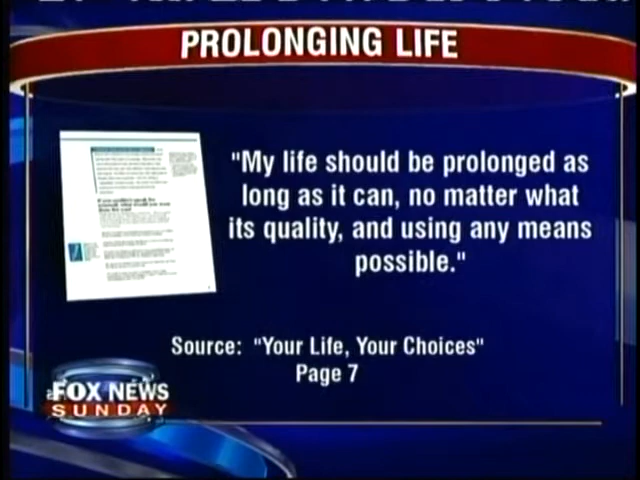 PROLONGING LIFE
"My life should be prolonged as
long as it can, no matter what
its quality, and using any means
possible."
Source: "Your Life, Your Choices"
Page 7
FOX NEWS
SUNDAY